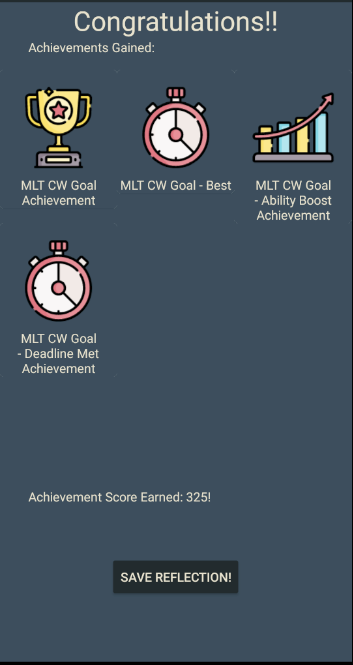 Congratulations!!
Achievements Gained:
MLT CW Goal
Achievement
MLT CW Goal - Best
MLT CW Goal
- Ability Boost
Achievement
MLT CW Goal
- Deadline Met
Achievement
Achievement Score Earned: 325!
SAVE REFLECTION!